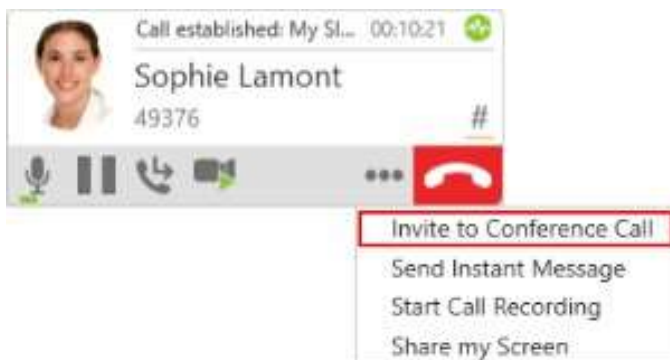 Call established: My Sl... 00:10:21
Sophie Lamont
49376
#
Invite to Conference Call
Send Instant Message
Start Call Recording
Share my Screen